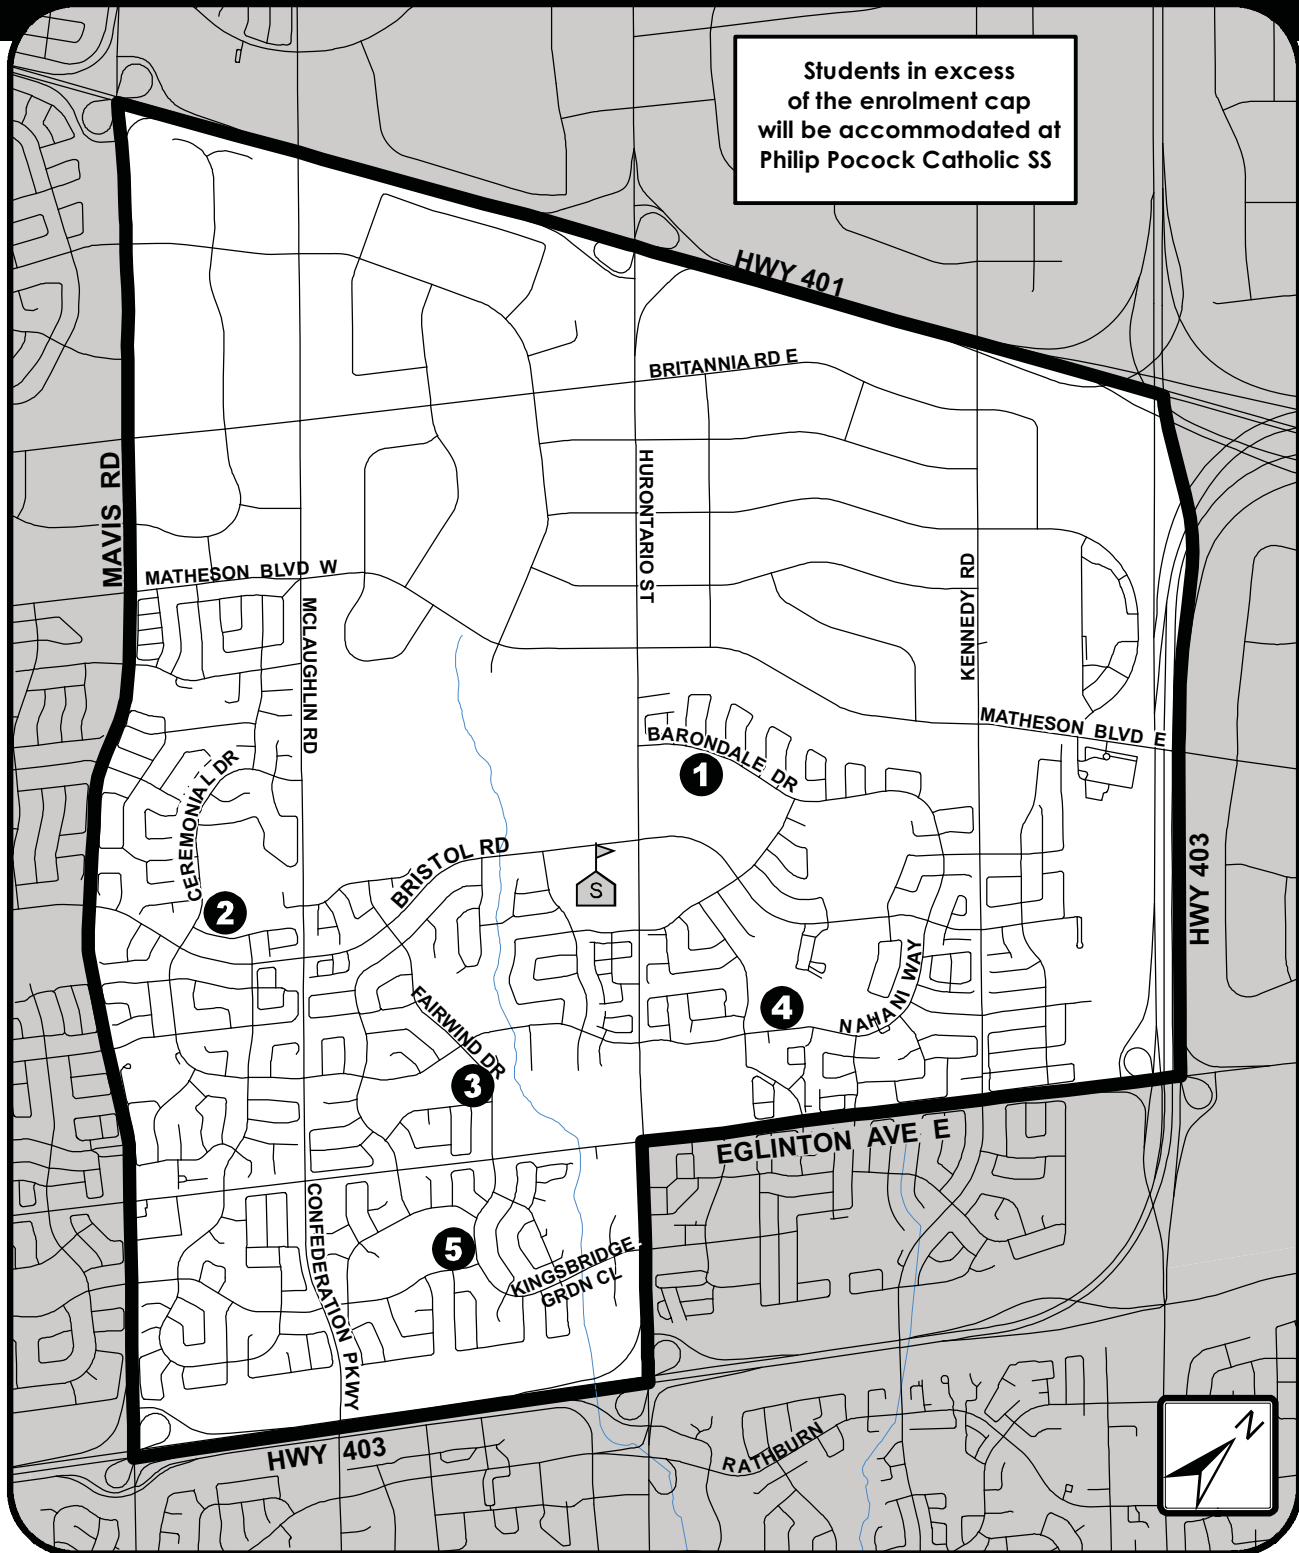 Students in excess
of the enrolment cap
will be accommodated at
Philip Pocock Catholic SS
HWY 401
BRITANNIA RD E
MAVIS RD
HURONTARIO ST
MATHESON BLVD W
MCLAUGHLIN RD
KENNEDY RD
MATHESON BLVD E
BARONDALE DR
1
CEREMONIAL DR
BRISTOL RD
HWY 403
S
2
NAHANI WAY
4
FAIRWIND DR
3
EGLINTON AVE E
CONFEDERATION PKWY
5
KINGSBRIDGE
GRDN CL
HWY 403
RATHBURN
N